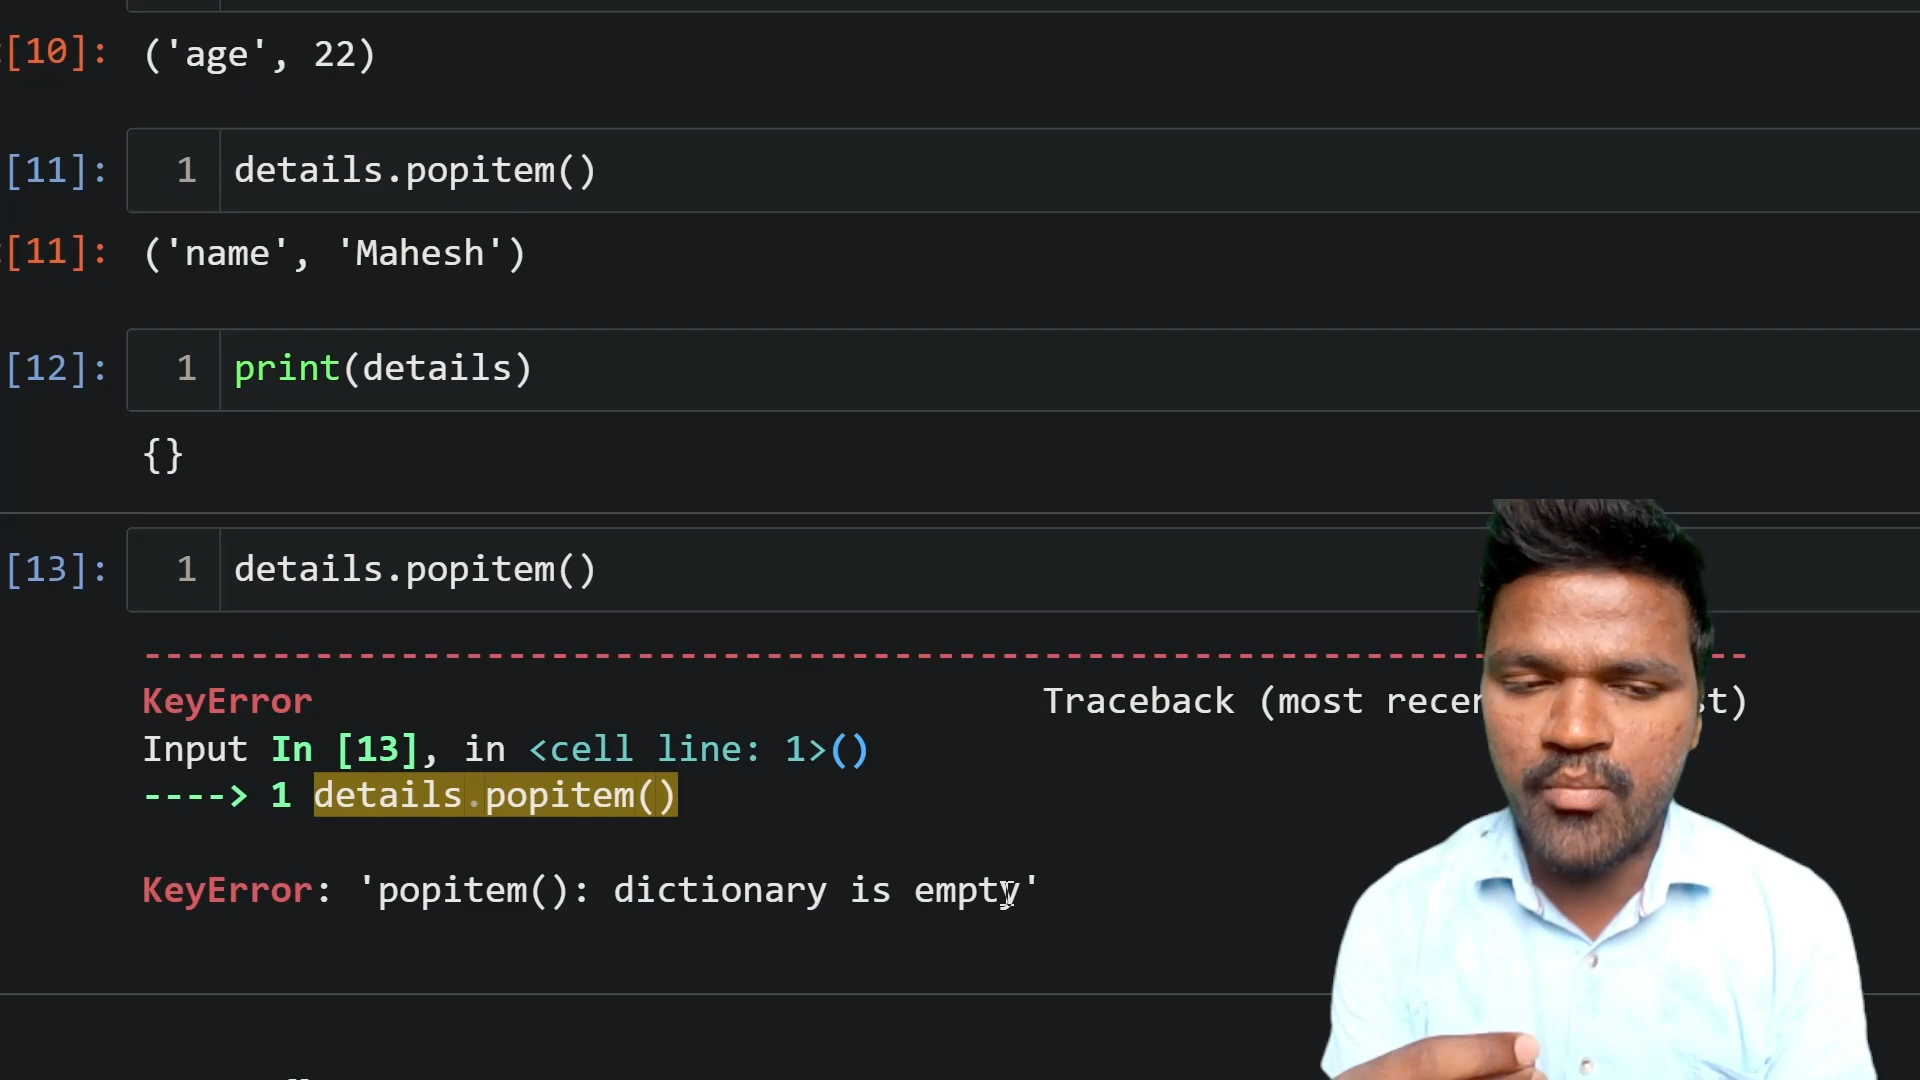 [10]: ('age', 22)
[11]: 1 details.popitem()
[11]: ('name', 'Mahesh')
[12]: 1 print(details)
{}
[13]: 1 details.popitem()
---------------------------------------------------------------------------
KeyError Traceback (most t)
Input In [13], in <cell line: 1>()
----> 1 details.popitem()
KeyError: 'popitem(): dictionary is empty'